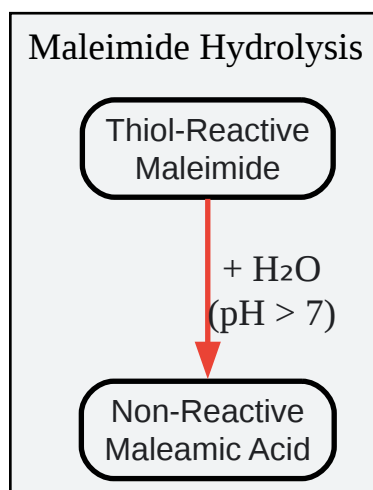 Maleimide Hydrolysis
Thiol-Reactive
Maleimide
+ H₂O
(pH > 7)
Non-Reactive
Maleamic Acid